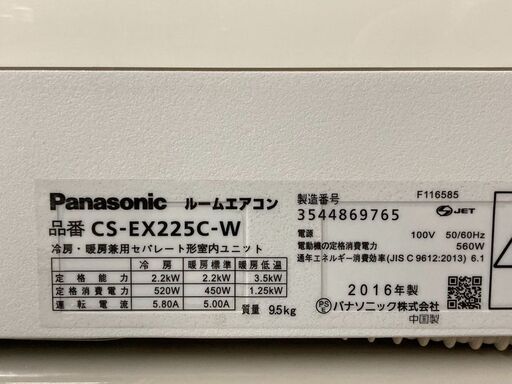 Panasonic ルームエアコン
品番 CS-EX225C-W
冷房・暖房兼用セパレート形室内ユニット
冷房 暖房標準 暖房低温
定格能力 2.2kW 2.2kW 3.5kW
定格消費電力 520W 450W 1.25kW
運転電流 5.80A 5.00A
質量 9.5kg
製造番号 F116585
3544869765 JET
電源 100V 50/60Hz
電動機の定格消費電力 560W
通年エネルギー消費効率(JIS C 9612:2013) 6.1
2016年製
PSE パナソニック株式会社
中国製